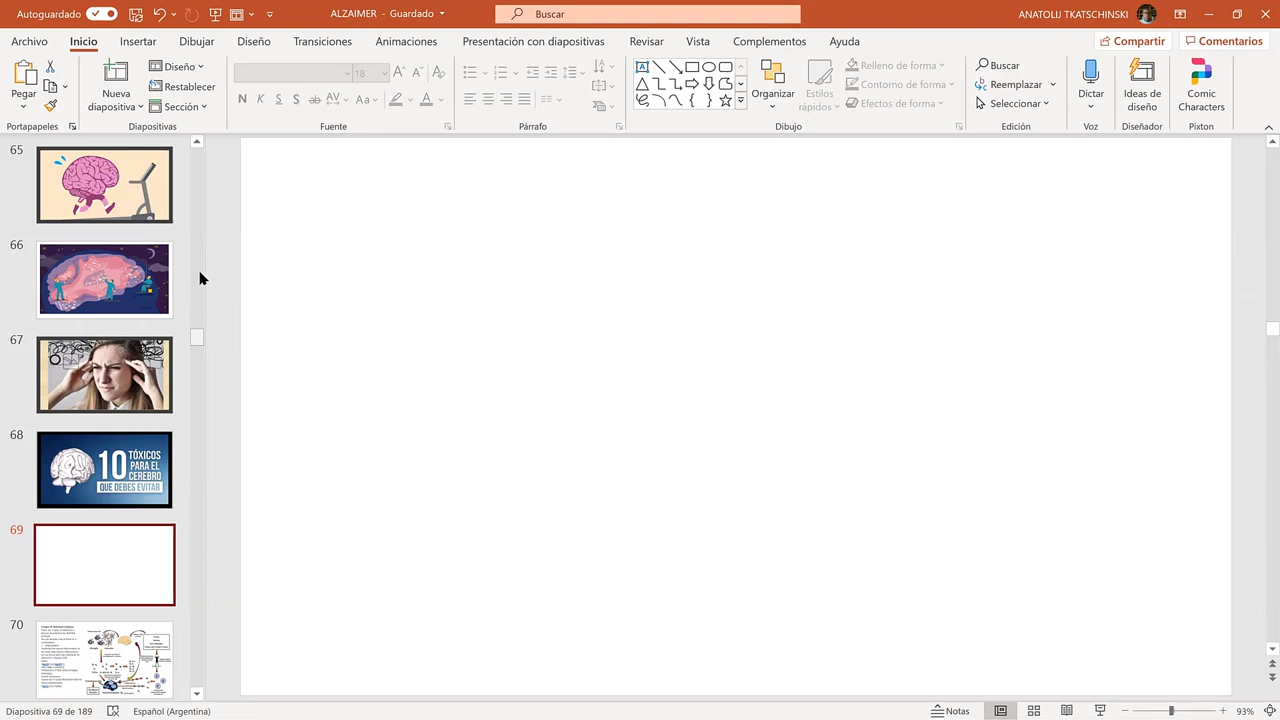 Autoguardado
ALZAIMER - Guardado
Buscar
ANATOLIJ TKATSCHINSKI
Archivo
Inicio
Insertar
Dibujar
Diseño
Transiciones
Animaciones
Presentación con diapositivas
Revisar
Vista
Complementos
Ayuda
Compartir
Comentarios
Pegar
Portapapeles
Nueva
diapositiva
Diseño
Restablecer
Sección
Diapositivas
18
N K S S ab AV Aa A
Fuente
Párrafo
Organizar
Estilos
rápidos
Relleno de forma
Contorno de forma
Efectos de forma
Dibujo
Buscar
Reemplazar
Seleccionar
Edición
Dictar
Voz
Ideas de
diseño
Diseñador
Comic
Characters
Pixton
65
66
67
68
10
TÓXICOS
PARA EL
CEREBRO
QUE DEBES EVITAR
69
70
Diapositiva 69 de 189
Español (Argentina)
Notas
93%